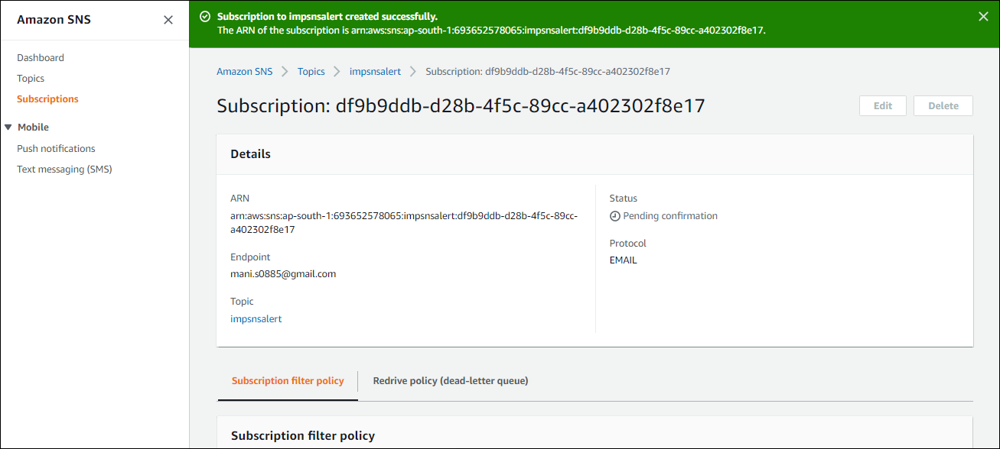 Amazon SNS
Dashboard
Topics
Subscriptions
Mobile
Push notifications
Text messaging (SMS)
Subscription to impsnsalert created successfully.
The ARN of the subscription is arn:aws:sns:ap-south-1:693652578065:impsnsalert:df9b9ddb-d28b-4f5c-89cc-a402302f8e17.
Amazon SNS Topics impsnsalert Subscription: df9b9ddb-d28b-4f5c-89cc-a402302f8e17
Subscription: df9b9ddb-d28b-4f5c-89cc-a402302f8e17
Edit Delete
Details
ARN
arn:aws:sns:ap-south-1:693652578065:impsnsalert:df9b9ddb-d28b-4f5c-89cc-
a402302f8e17
Endpoint
mani.s0885@gmail.com
Topic
impsnsalert
Status
Pending confirmation
Protocol
EMAIL
Subscription filter policy Redrive policy (dead-letter queue)
Subscription filter policy